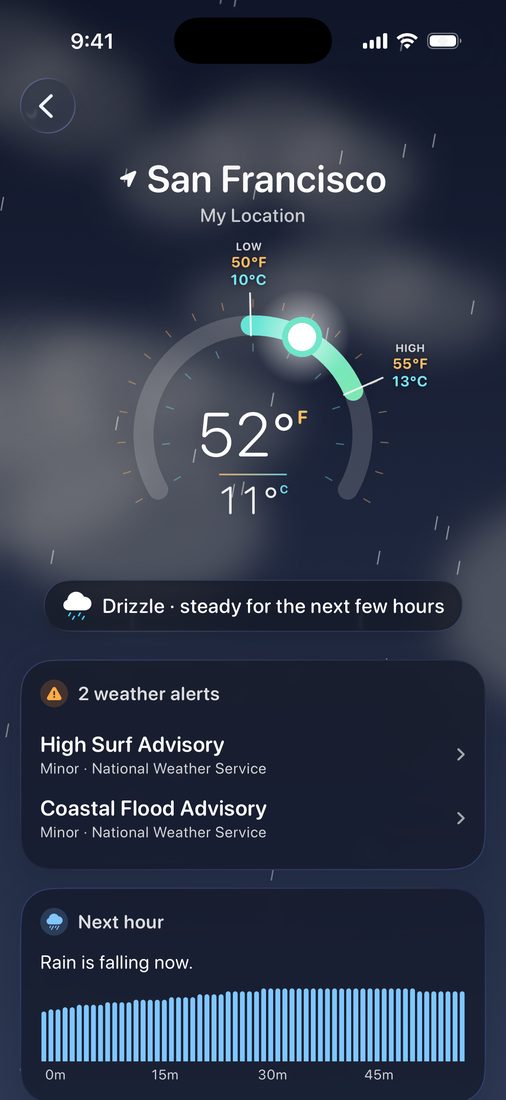 9:41
San Francisco
My Location
LOW
50°F
10°C
HIGH
55°F
13°C
52°F
11°C
Drizzle · steady for the next few hours
2 weather alerts
High Surf Advisory
Minor · National Weather Service
Coastal Flood Advisory
Minor · National Weather Service
Next hour
Rain is falling now.
0m 15m 30m 45m